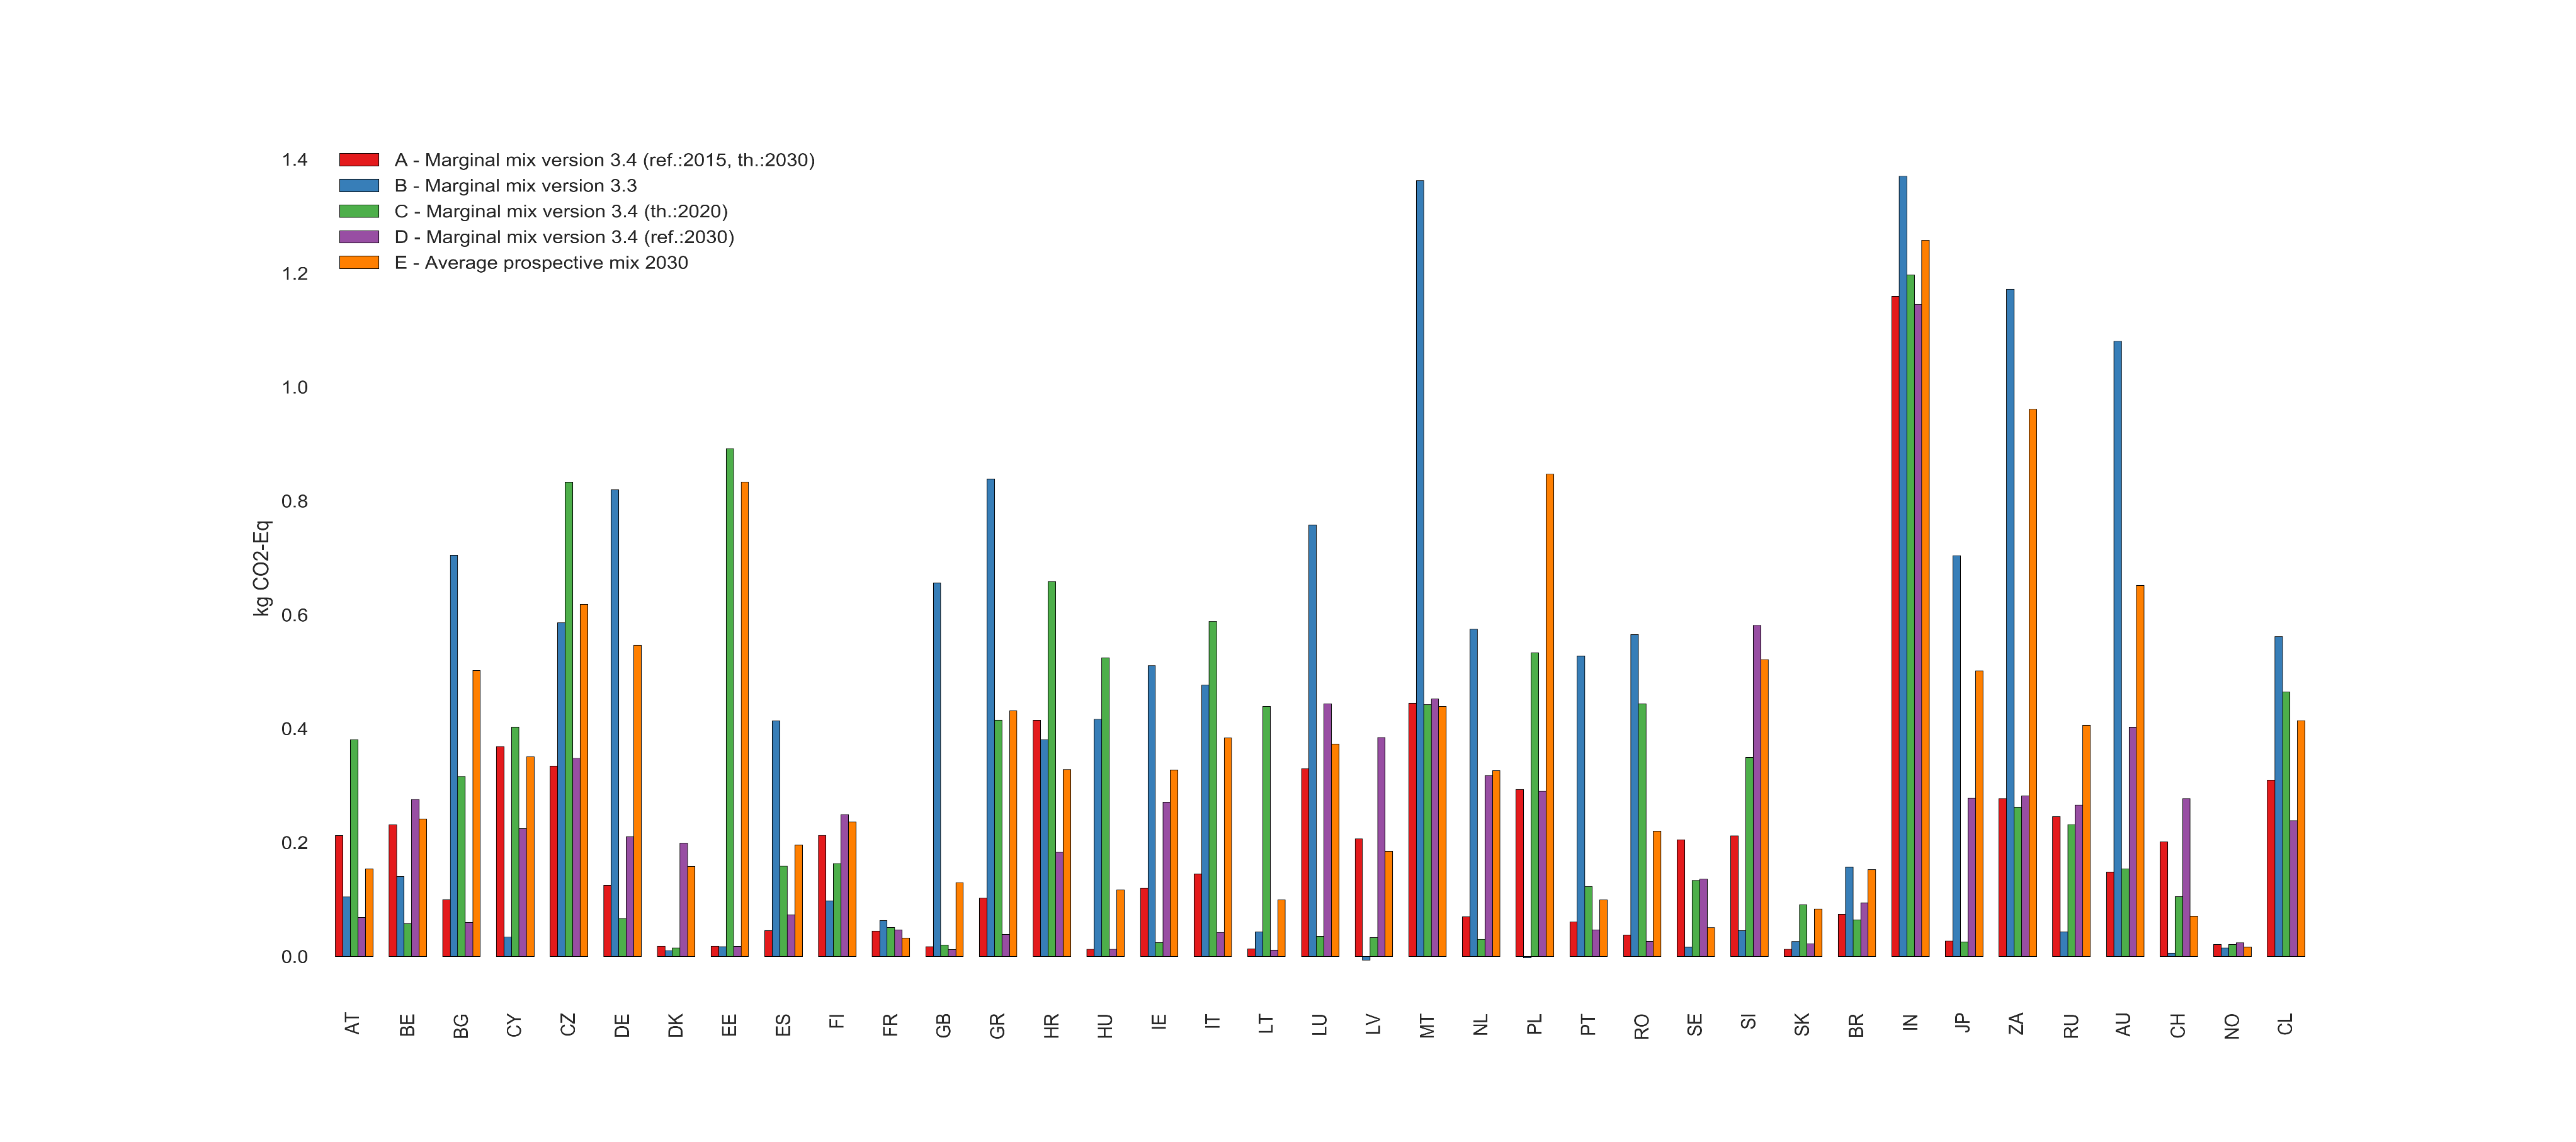 1.4
A - Marginal mix version 3.4 (ref.:2015, th.:2030)
B - Marginal mix version 3.3
C - Marginal mix version 3.4 (th.:2020)
D - Marginal mix version 3.4 (ref.:2030)
E - Average prospective mix 2030
1.2
1.0
0.8
kg CO2-Eq
0.6
0.4
0.2
0.0
AT BE BG CY CZ DE DK EE ES FI FR GB GR HR HU IE IT LT LU LV MT NL PL PT RO SE SI SK BR IN JP ZA RU AU CH NO CL